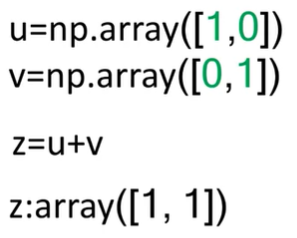 u=np.array([1,0])
v=np.array([0,1])
z=u+v
z:array([1, 1])